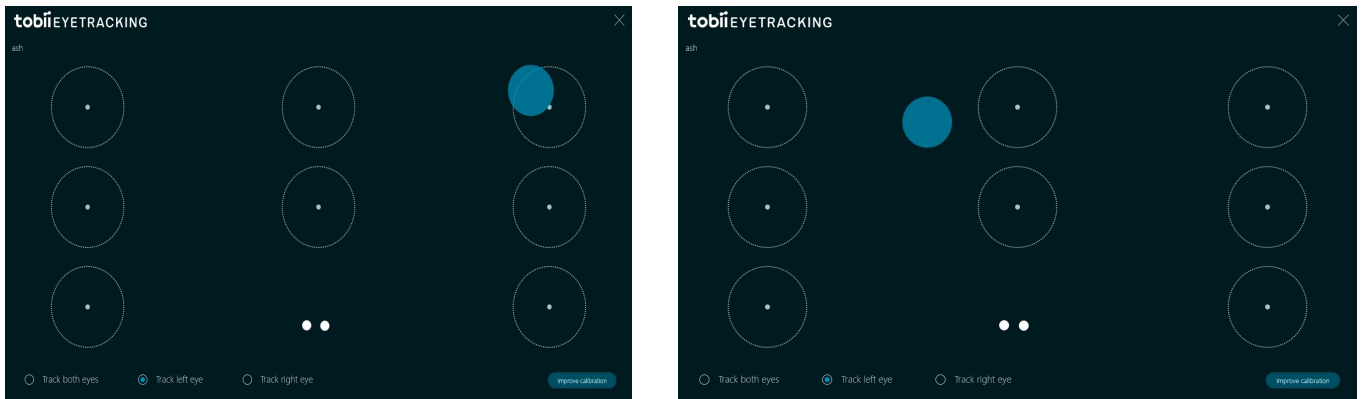 tobii EYETRACKING
ash
Track both eyes
Track left eye
Track right eye
Improve calibration
tobii EYETRACKING
ash
Track both eyes
Track left eye
Track right eye
Improve calibration